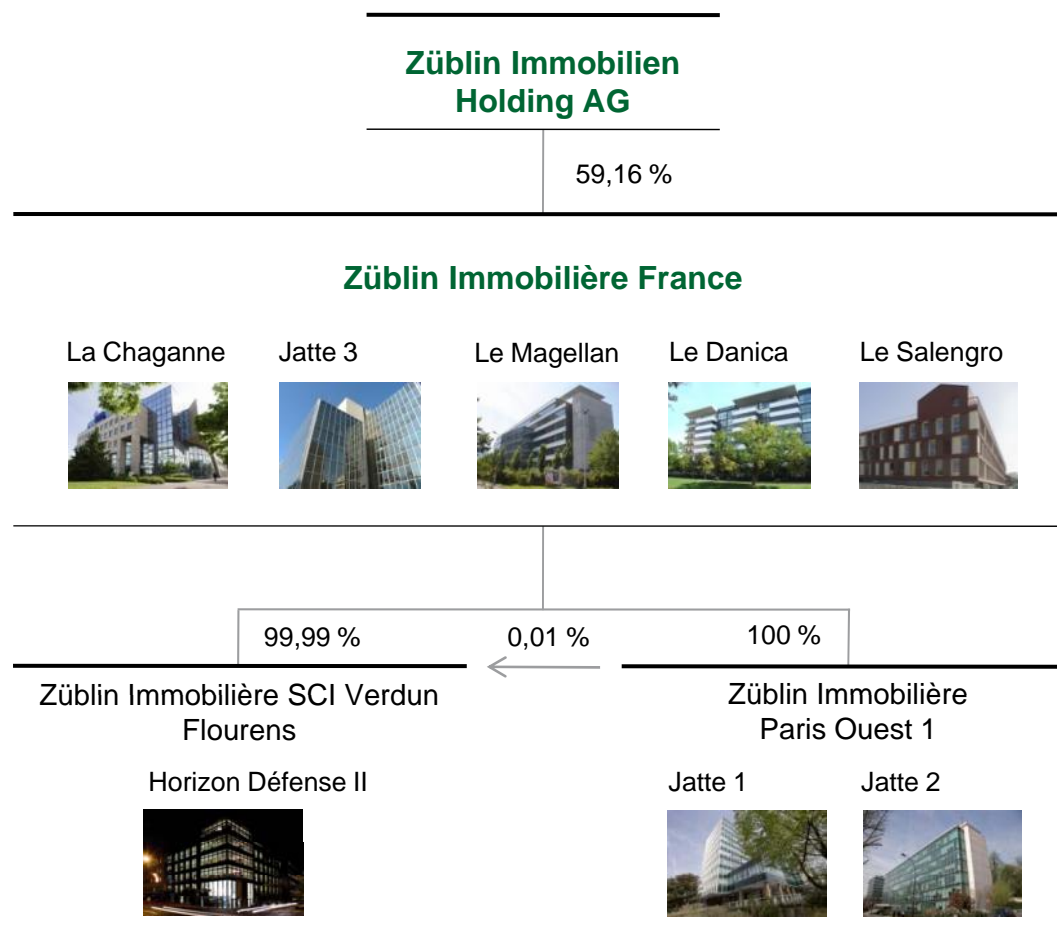 Züblin Immobilien
Holding AG
59,16 %
Züblin Immobilière France
La Chaganne
Jatte 3
Le Magellan
Le Danica
Le Salengro
99,99 %
0,01 %
100 %
Züblin Immobilière SCI Verdun
Flourens
Züblin Immobilière
Paris Ouest 1
Horizon Défense II
Jatte 1
Jatte 2